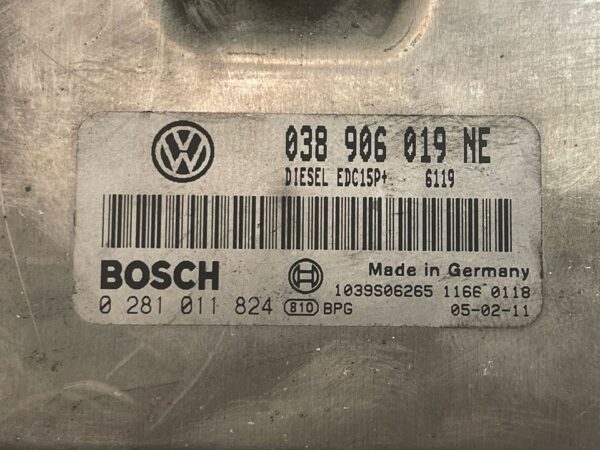 038 906 019 NE
DIESEL EDC15P+ 6119
BOSCH
Made in Germany
0 281 011 824 810 BPG
1039S06265 1166 0118
05-02-11